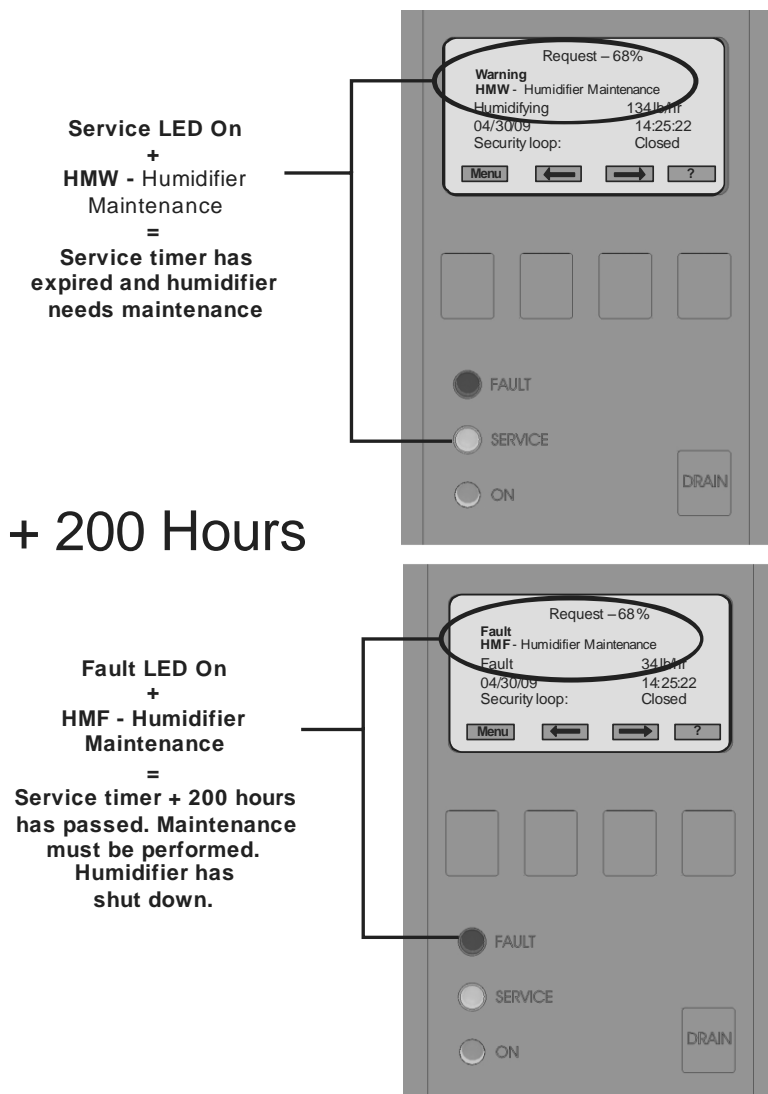 Service LED On
+
HMW - Humidifier
Maintenance
=
Service timer has
expired and humidifier
needs maintenance
Request – 68%
Warning
HMW - Humidifier Maintenance
Humidifying 134 lb/hr
04/30/09 14:25:22
Security loop: Closed
Menu ?
FAULT
SERVICE
ON
DRAIN
+ 200 Hours
Fault LED On
+
HMF - Humidifier
Maintenance
=
Service timer + 200 hours
has passed. Maintenance
must be performed.
Humidifier has
shut down.
Request – 68%
Fault
HMF - Humidifier Maintenance
Fault 34 lb/hr
04/30/09 14:25:22
Security loop: Closed
Menu ?
FAULT
SERVICE
ON
DRAIN